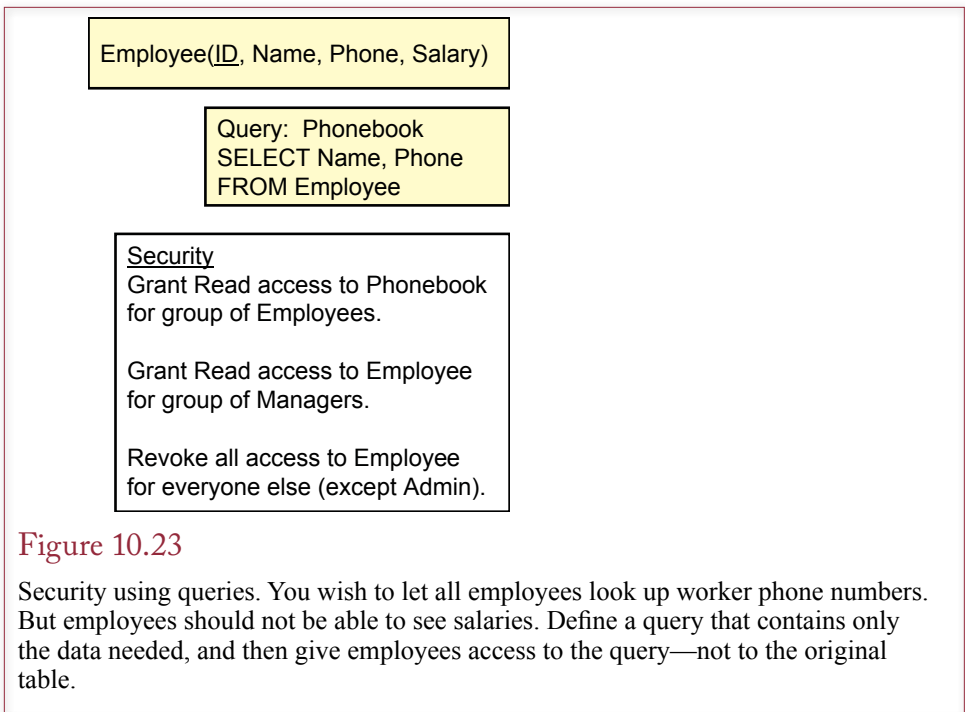 Employee(ID, Name, Phone, Salary)
Query: Phonebook
SELECT Name, Phone
FROM Employee
Security
Grant Read access to Phonebook
for group of Employees.
Grant Read access to Employee
for group of Managers.
Revoke all access to Employee
for everyone else (except Admin).
Figure 10.23
Security using queries. You wish to let all employees look up worker phone numbers.
But employees should not be able to see salaries. Define a query that contains only
the data needed, and then give employees access to the query—not to the original
table.